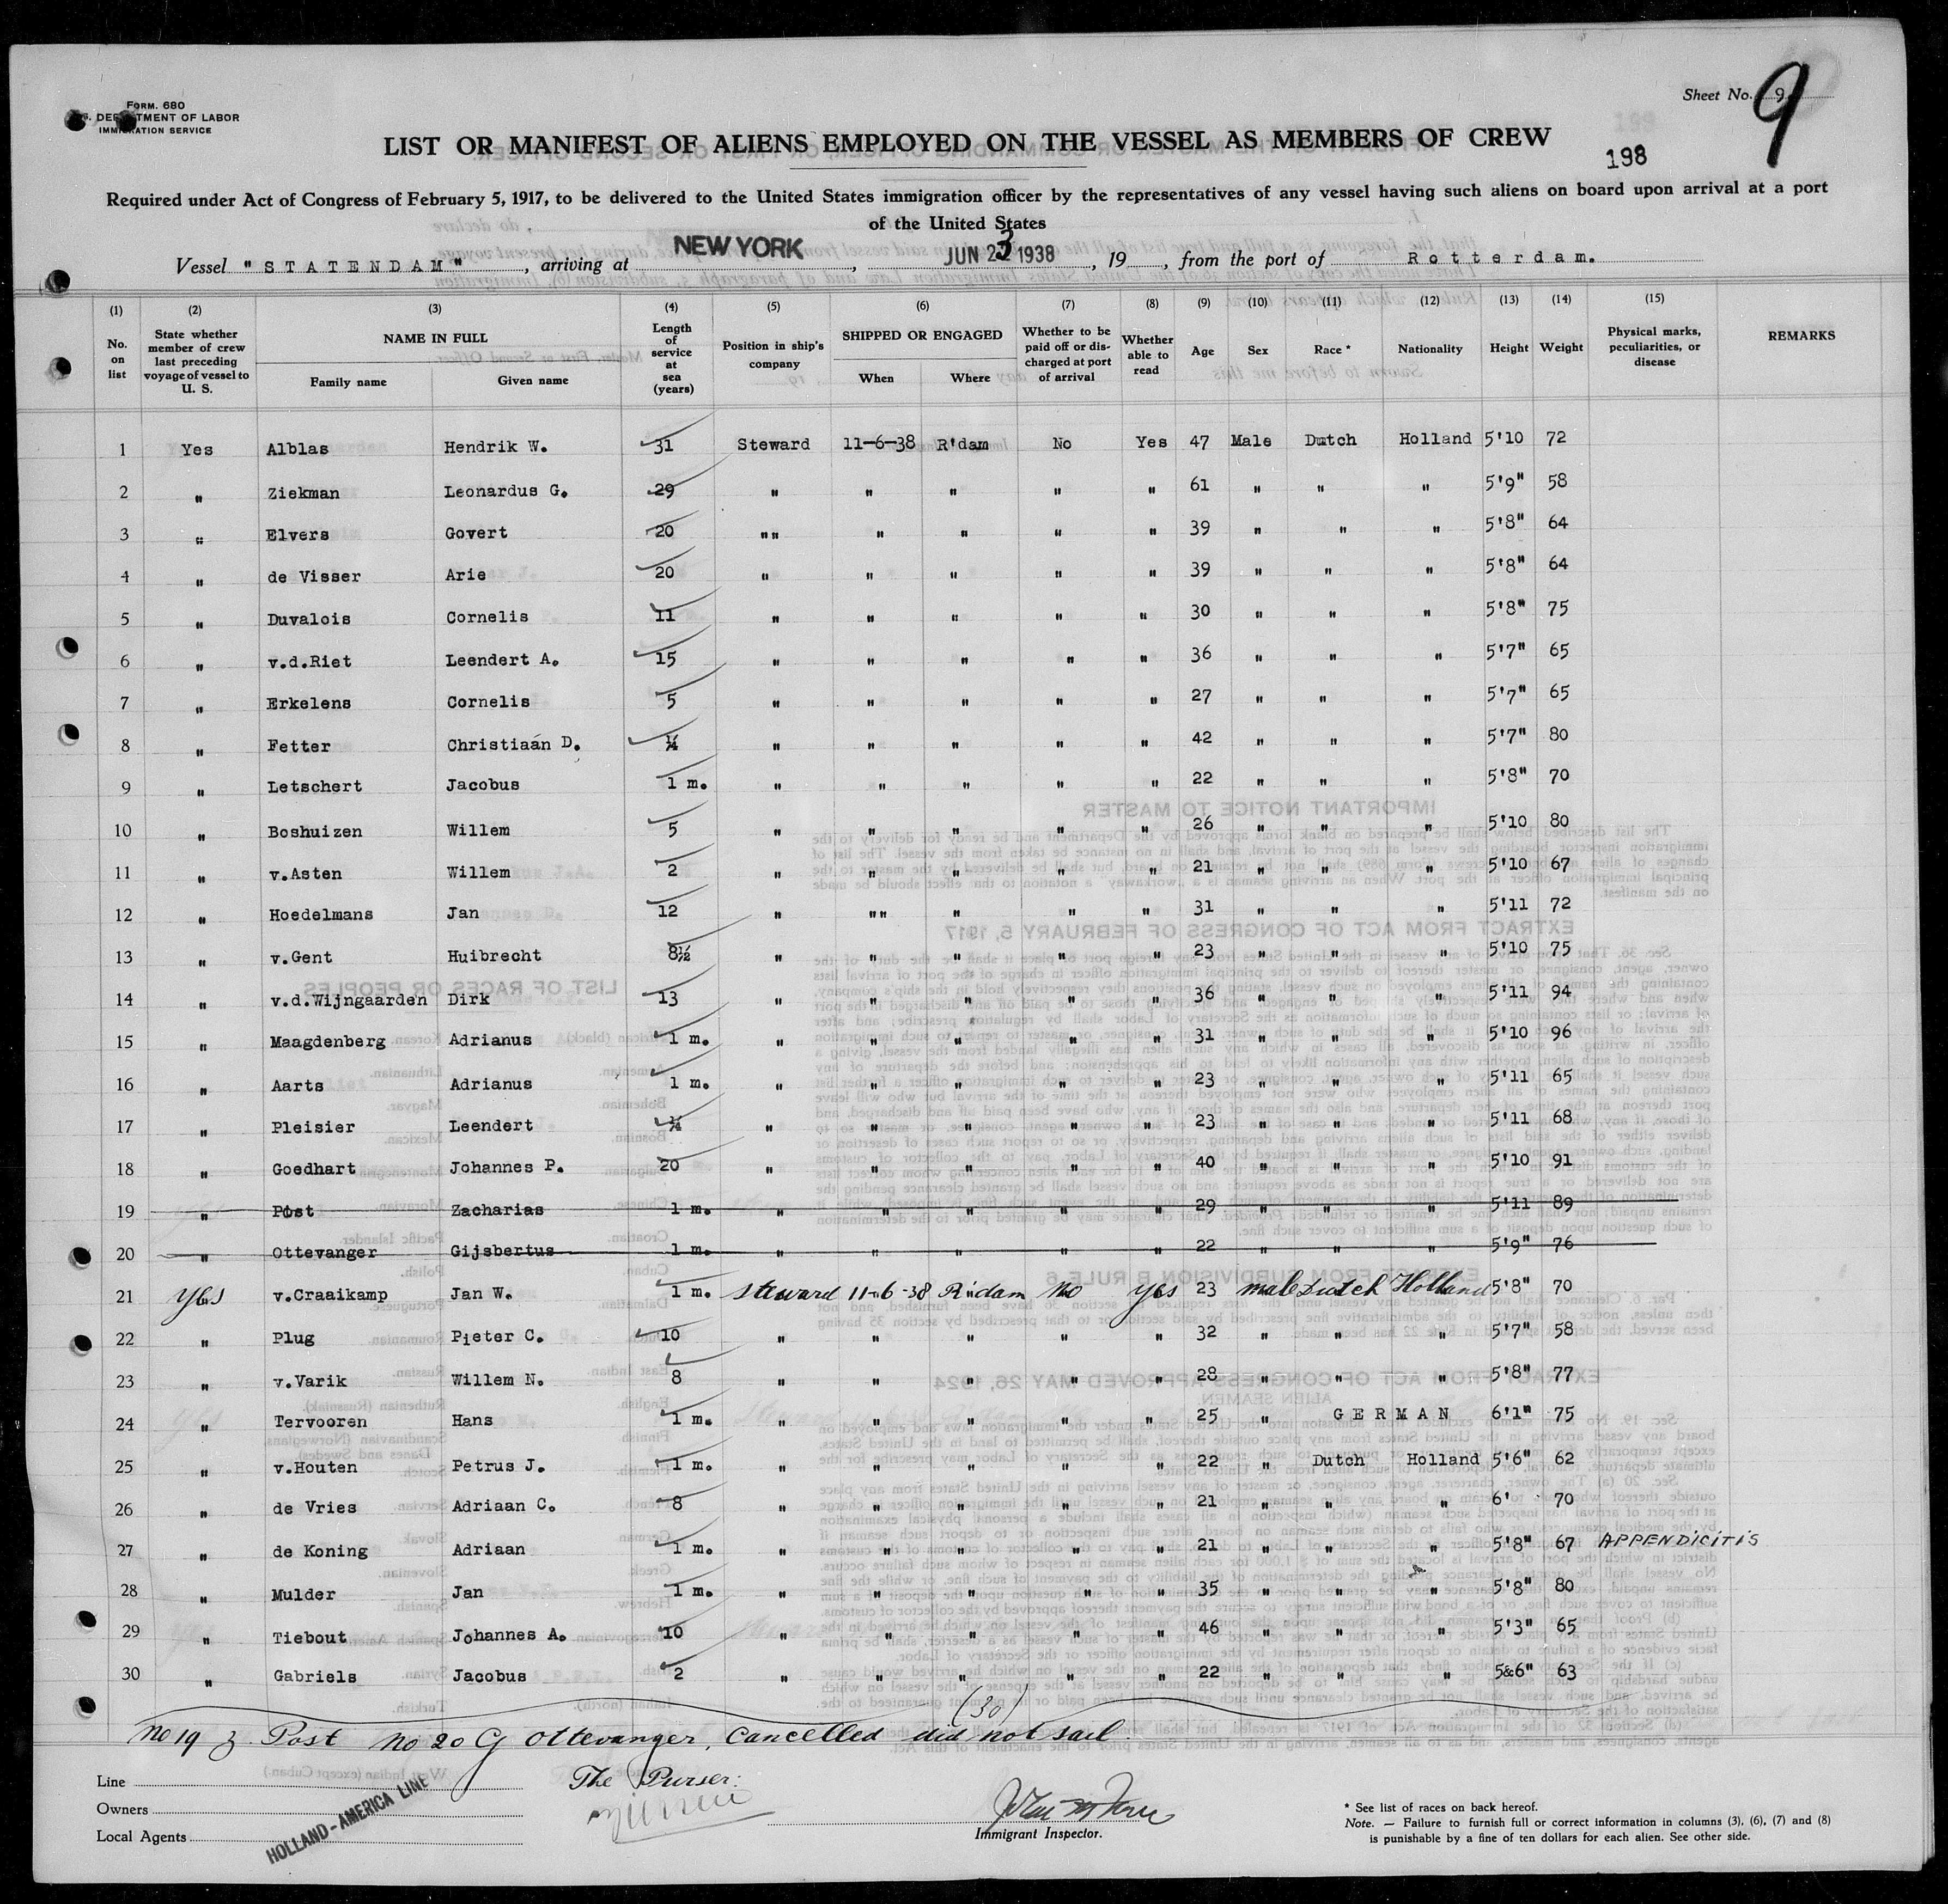 Form. 680
U. S. DEPARTMENT OF LABOR
IMMIGRATION SERVICE
Sheet No. 9
9
LIST OR MANIFEST OF ALIENS EMPLOYED ON THE VESSEL AS MEMBERS OF CREW
198
Required under Act of Congress of February 5, 1917, to be delivered to the United States immigration officer by the representatives of any vessel having such aliens on board upon arrival at a port
of the United States
Vessel "STATENDAM", arriving at NEW YORK, JUN 23 1938, 19, from the port of Rotterdam.
(1) (2) (3) (4) (5) (6) (7) (8) (9) (10) (11) (12) (13) (14) (15)
No. on list | State whether member of crew last preceding voyage of vessel to U. S. | NAME IN FULL Family name Given name | Length of service at sea (years) | Position in ship's company | SHIPPED OR ENGAGED When Where | Whether to be paid off or discharged at port of arrival | Whether able to read | Age | Sex | Race * | Nationality | Height | Weight | Physical marks, peculiarities, or disease | REMARKS
1 Yes Alblas Hendrik W. 31 Steward 11-6-38 R'dam No Yes 47 Male Dutch Holland 5'10 72
2 " Ziekman Leonardus G. 29 " " " " " 61 " " " 5'9" 58
3 " Elvers Govert 20 "" " " " " 39 " " " 5'8" 64
4 " de Visser Arie 20 " " " " " 39 " " " 5'8" 64
5 " Duvalois Cornelis 11 " " " " " 30 " " " 5'8" 75
6 " v.d.Riet Leendert A. 15 " " " " " 36 " " " 5'7" 65
7 " Erkelens Cornelis 5 " " " " " 27 " " " 5'7" 65
8 " Fetter Christiaán D. ¼ " " " " " 42 " " " 5'7" 80
9 " Letschert Jacobus 1 m. " " " " " 22 " " " 5'8" 70
10 " Boshuizen Willem 5 " " " " " 26 " " " 5'10 80
11 " v.Asten Willem 2 " " " " " 21 " " " 5'10 67
12 " Hoedelmans Jan 12 " "" " " " 31 " " " 5'11 72
13 " v.Gent Huibrecht 8½ " " " " " 23 " " " 5'10 75
14 " v.d.Wijngaarden Dirk 13 " " " " " 36 " " " 5'11 94
15 " Maagdenberg Adrianus 1 m. " " " " " 31 " " " 5'10 96
16 " Aarts Adrianus 1 m. " " " " " 23 " " " 5'11 65
17 " Pleisier Leendert ¼ " " " " " 23 " " " 5'11 68
18 " Goedhart Johannes P. 20 " " " " " 40 " " " 5'10 91
19 " Post Zacharias 1 m. " " " " " 29 " " " 5'11 89
20 " Ottevanger Gijsbertus 1 m. " " " " " 22 " " " 5'9" 76
21 Yes v.Craaikamp Jan W. 1 m. Steward 11-6-38 R'dam No Yes 23 male Dutch Holland 5'8" 70
22 " Plug Pieter C. 10 " " " " " 32 " " " 5'7" 58
23 " v.Varik Willem N. 8 " " " " " 28 " " " 5'8" 77
24 " Tervooren Hans 1 m. " " " " " 25 " GERMAN 6'1" 75
25 " v.Houten Petrus J. 1 m. " " " " " 22 " Dutch Holland 5'6" 62
26 " de Vries Adriaan C. 8 " " " " " 21 " " " 6' 70
27 " de Koning Adriaan 1 m. " " " " " 21 " " " 5'8" 67 APPENDICITIS
28 " Mulder Jan 1 m. " " " " " 35 " " " 5'8" 80
29 " Tiebout Johannes A. 10 " " " " " 46 " " " 5'3" 65
30 " Gabriels Jacobus 2 " " " " " 22 " " " 5&6" 63
(30)
No 19 Z Post No 20 G Ottevanger, cancelled did not sail.
Line
The Purser:
Owners
Local Agents
HOLLAND-AMERICA LINE
Immigrant Inspector.
* See list of races on back hereof.
Note. — Failure to furnish full or correct information in columns (3), (6), (7) and (8)
is punishable by a fine of ten dollars for each alien. See other side.